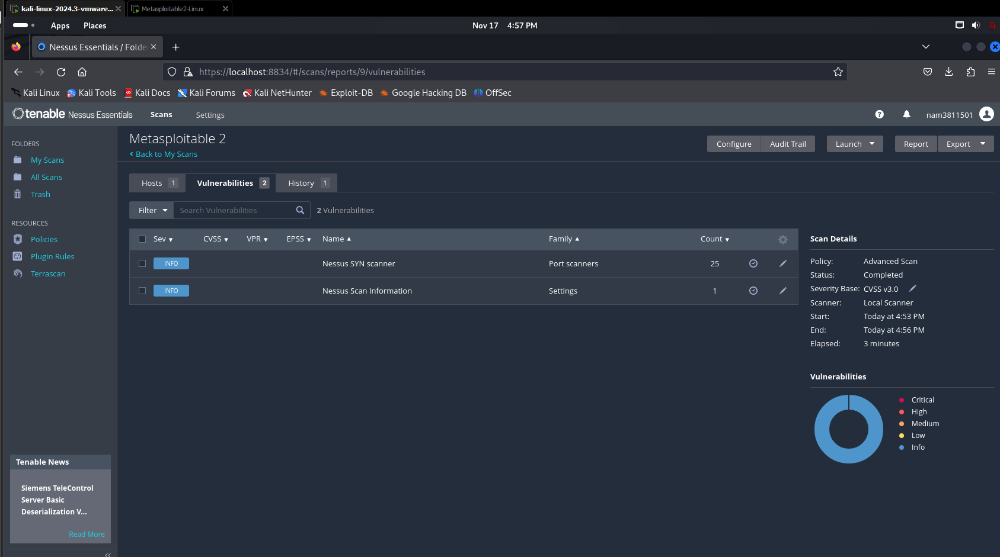 kali-linux-2024.3-vmware...
Metasploitable2-Linux
Apps Places
Nov 17 4:57 PM
Nessus Essentials / Folde
https://localhost:8834/#/scans/reports/9/vulnerabilities
Kali Linux Kali Tools Kali Docs Kali Forums Kali NetHunter Exploit-DB Google Hacking DB OffSec
tenable Nessus Essentials Scans Settings nam3811501
FOLDERS
My Scans
All Scans
Trash
RESOURCES
Policies
Plugin Rules
Terrascan
Tenable News
Siemens TeleControl
Server Basic
Deserialization V...
Read More
Metasploitable 2
Back to My Scans
Configure Audit Trail Launch Report Export
Hosts 1 Vulnerabilities 2 History 1
Filter Search Vulnerabilities 2 Vulnerabilities
Sev CVSS VPR EPSS Name Family Count
INFO Nessus SYN scanner Port scanners 25
INFO Nessus Scan Information Settings 1
Scan Details
Policy: Advanced Scan
Status: Completed
Severity Base: CVSS v3.0
Scanner: Local Scanner
Start: Today at 4:53 PM
End: Today at 4:56 PM
Elapsed: 3 minutes
Vulnerabilities
Critical
High
Medium
Low
Info